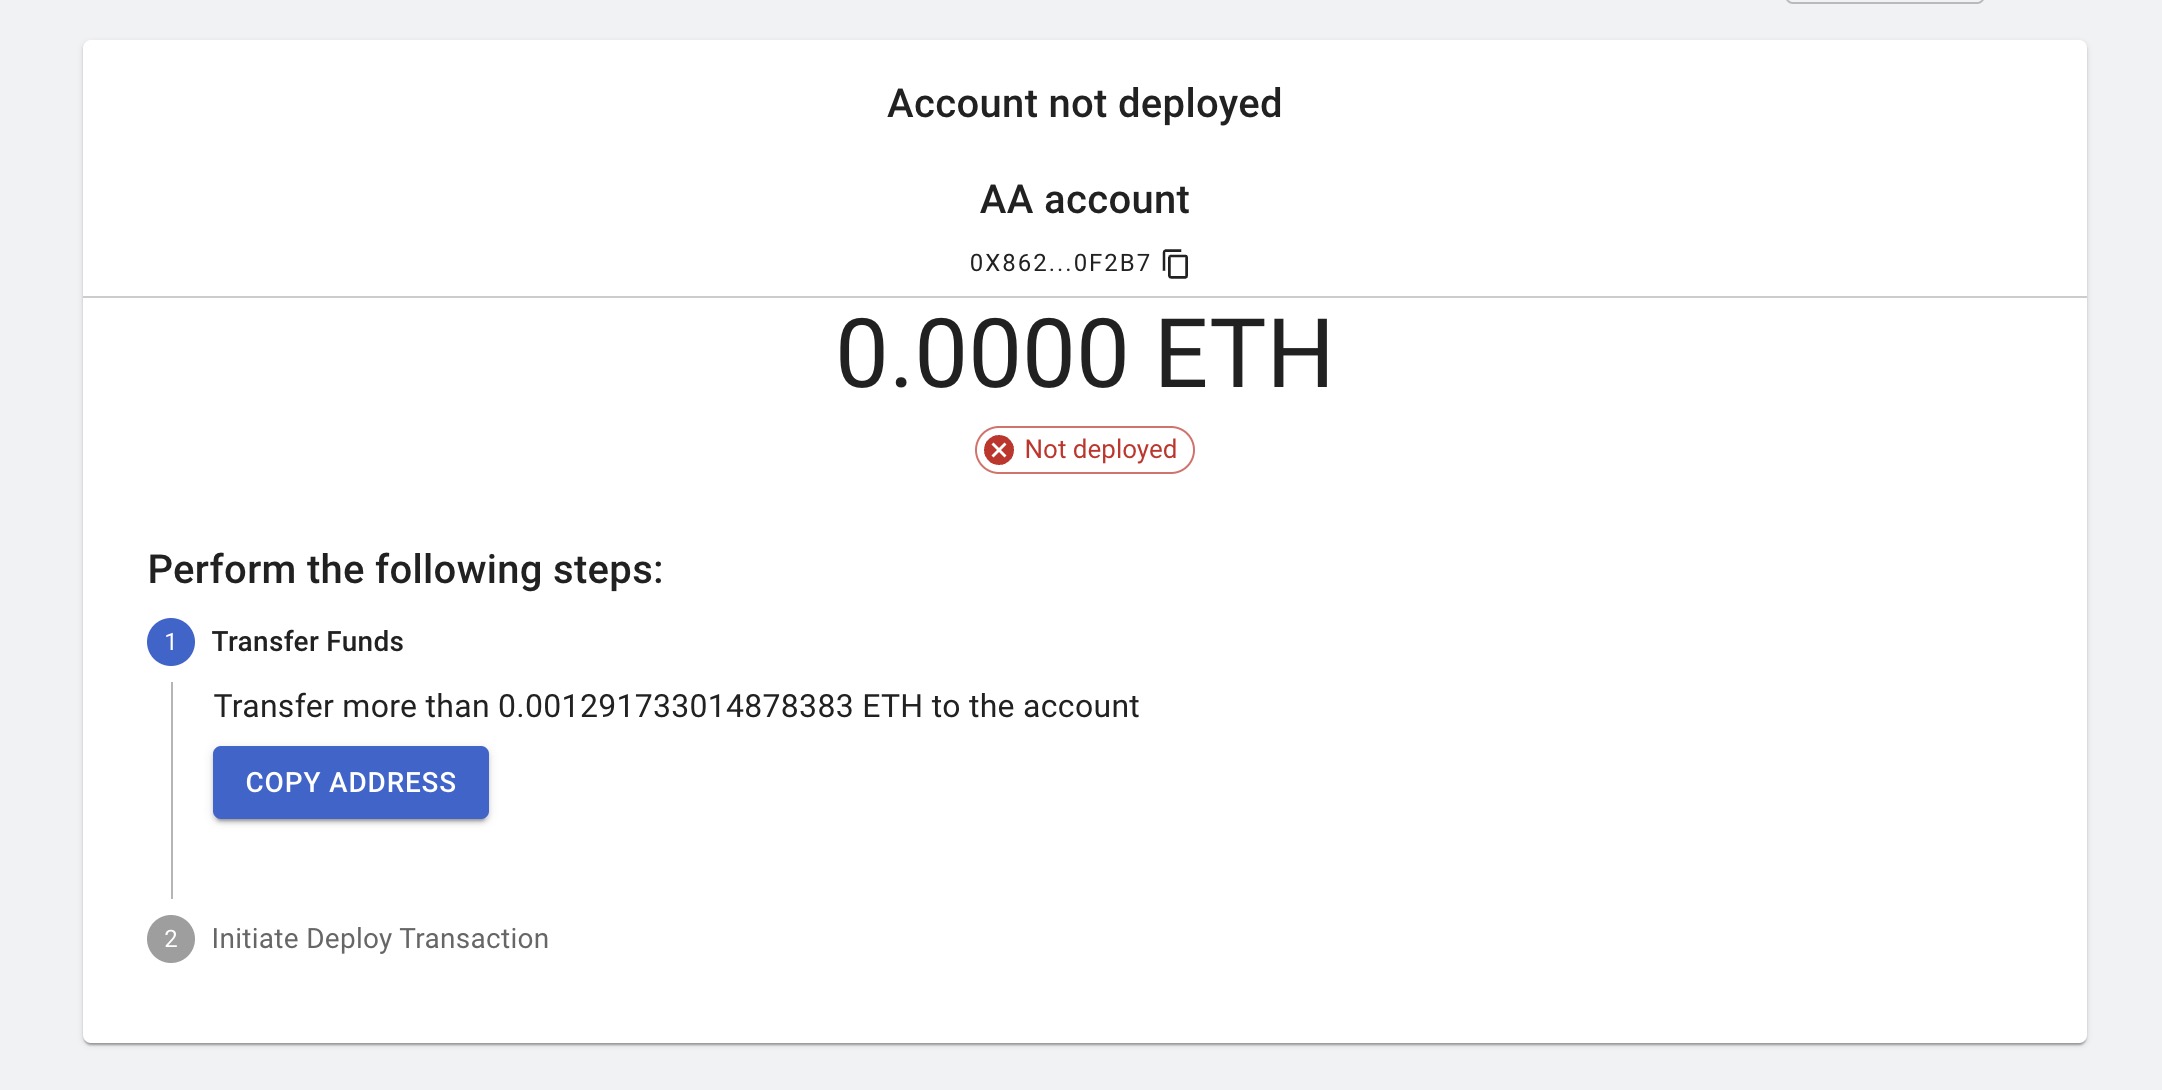 Account not deployed
AA account
0X862...0F2B7
0.0000 ETH
Not deployed
Perform the following steps:
1 Transfer Funds
Transfer more than 0.001291733014878383 ETH to the account
COPY ADDRESS
2 Initiate Deploy Transaction